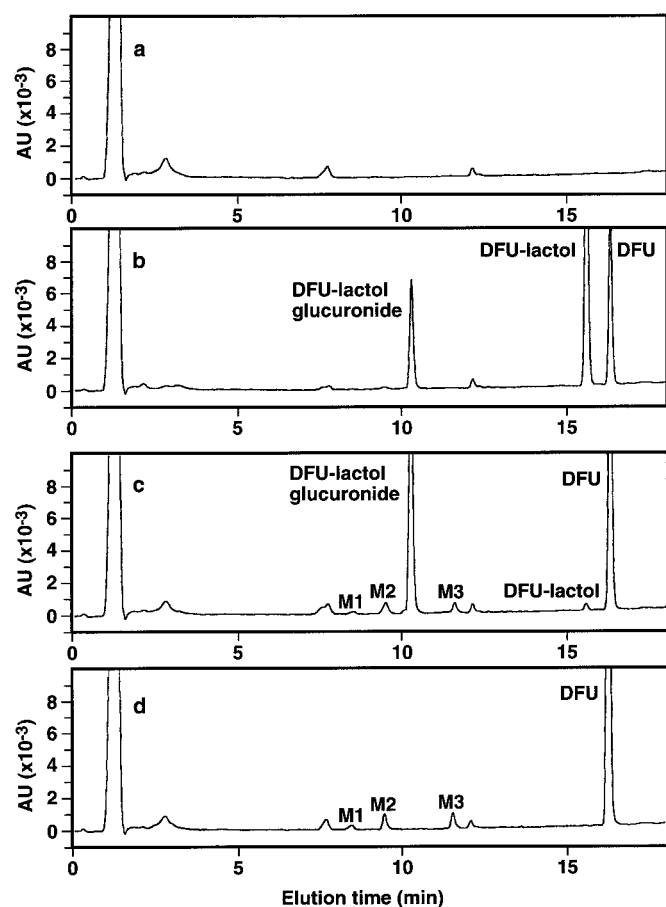 AU (x10-3)
8
6
4
2
0
a
0
5
10
15
AU (x10-3)
8
6
4
2
0
b
DFU-lactol
glucuronide
DFU-lactol
DFU
0
5
10
15
AU (x10-3)
8
6
4
2
0
c
DFU-lactol
glucuronide
DFU
M1
M2
M3
DFU-lactol
0
5
10
15
AU (x10-3)
8
6
4
2
0
d
DFU
M1
M2
M3
0
5
10
15
Elution time (min)